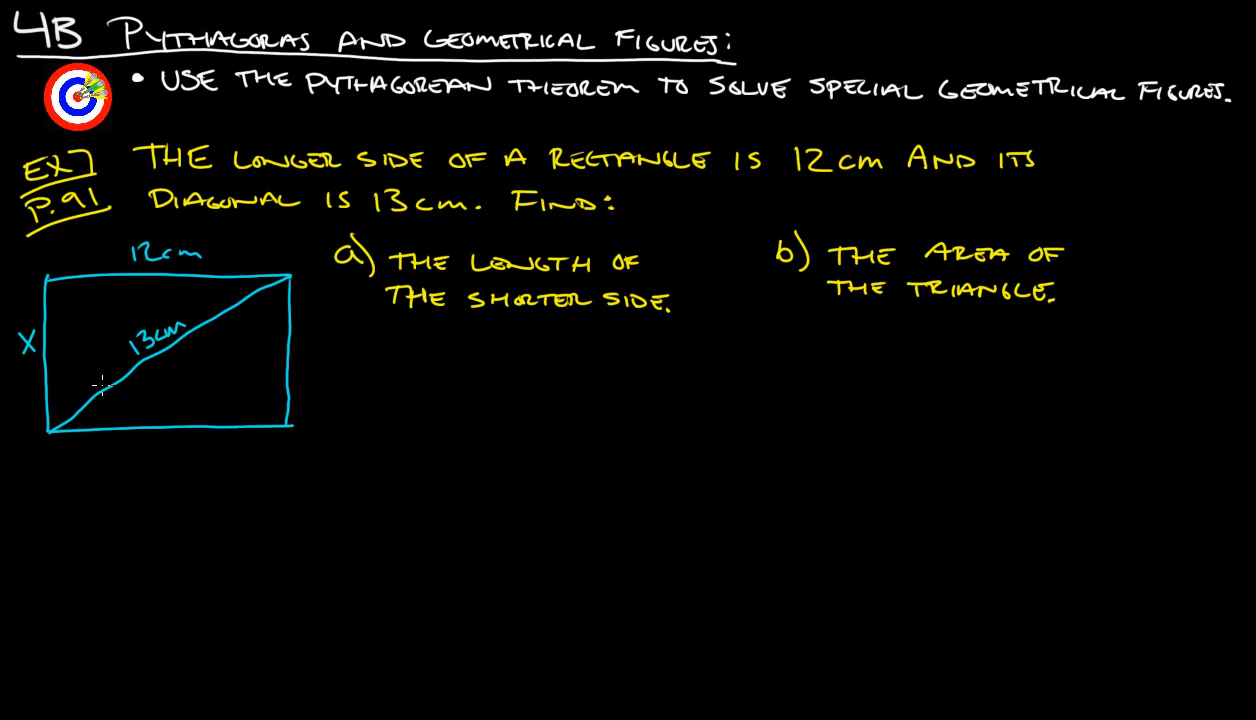 4B PYTHAGORAS AND GEOMETRICAL FIGURES:
• USE THE PYTHAGOREAN THEOREM TO SOLVE SPECIAL GEOMETRICAL FIGURES.
EX7 THE LONGER SIDE OF A RECTANGLE IS 12cm AND ITS
P.91 DIAGONAL IS 13cm. FIND:
12cm
X
13cm
a) THE LENGTH OF
THE SHORTER SIDE.
b) THE AREA OF
THE TRIANGLE.